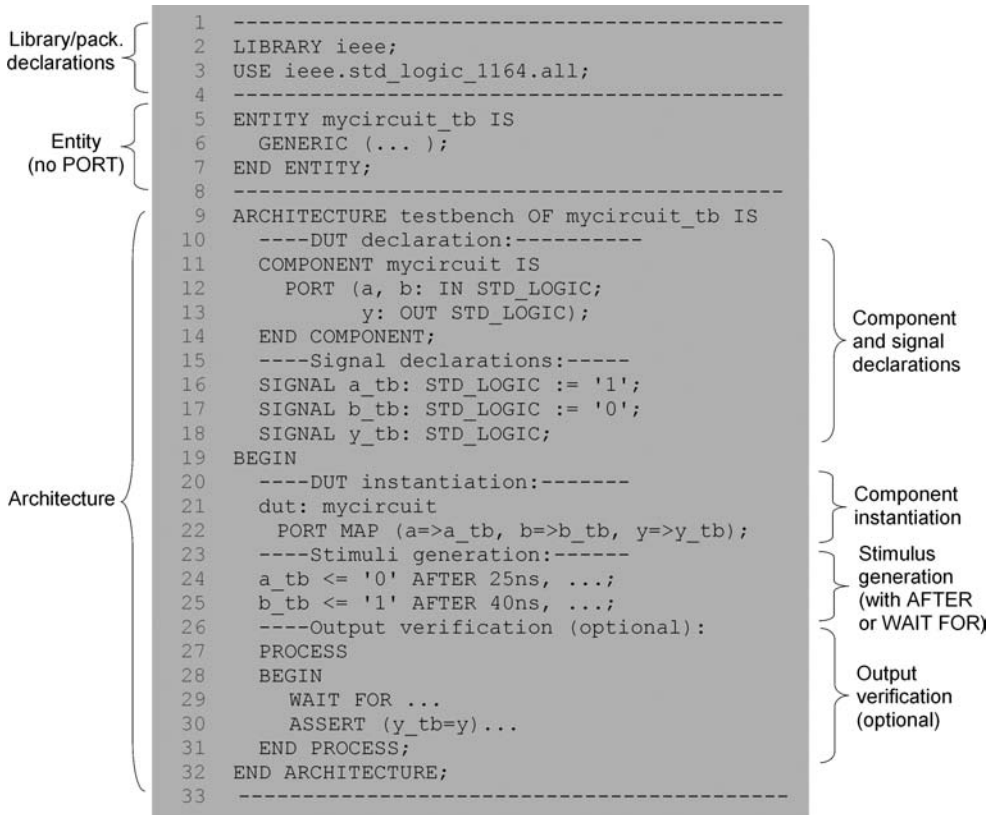 Library/pack.
declarations
Entity
(no PORT)
Architecture
1 -------------------------------------------
2 LIBRARY ieee;
3 USE ieee.std_logic_1164.all;
4 -------------------------------------------
5 ENTITY mycircuit_tb IS
6   GENERIC (... );
7 END ENTITY;
8 -------------------------------------------
9 ARCHITECTURE testbench OF mycircuit_tb IS
10   ----DUT declaration:----------
11   COMPONENT mycircuit IS
12     PORT (a, b: IN STD_LOGIC;
13           y: OUT STD_LOGIC);
14   END COMPONENT;
15   ----Signal declarations:-----
16   SIGNAL a_tb: STD_LOGIC := '1';
17   SIGNAL b_tb: STD_LOGIC := '0';
18   SIGNAL y_tb: STD_LOGIC;
19 BEGIN
20   ----DUT instantiation:-------
21   dut: mycircuit
22    PORT MAP (a=>a_tb, b=>b_tb, y=>y_tb);
23   ----Stimuli generation:------
24   a_tb <= '0' AFTER 25ns, ...;
25   b_tb <= '1' AFTER 40ns, ...;
26   ----Output verification (optional):
27   PROCESS
28   BEGIN
29     WAIT FOR ...
30     ASSERT (y_tb=y)...
31   END PROCESS;
32 END ARCHITECTURE;
33 -------------------------------------------
Component
and signal
declarations
Component
instantiation
Stimulus
generation
(with AFTER
or WAIT FOR)
Output
verification
(optional)